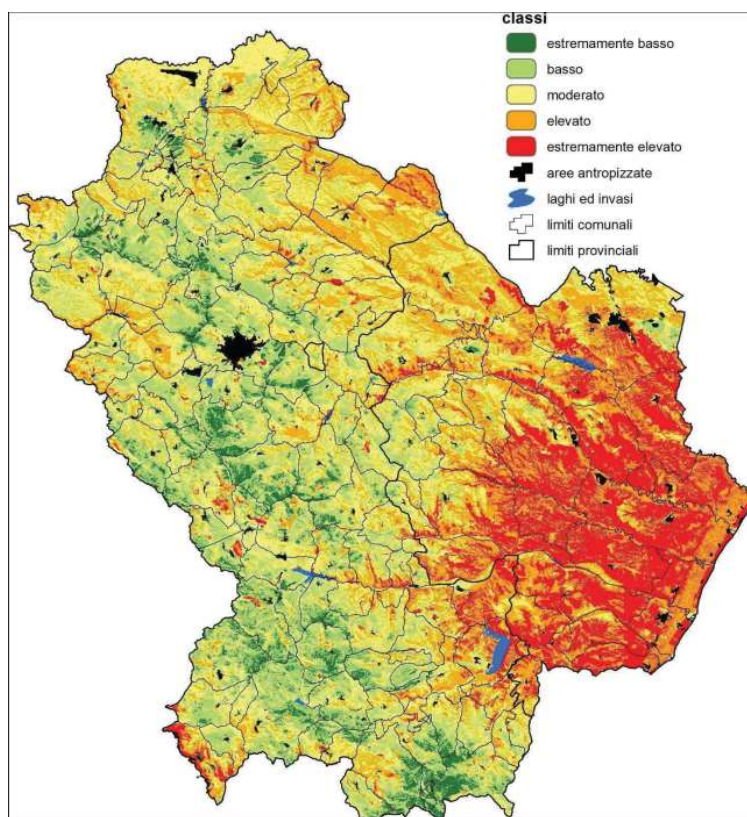 classi
estremamente basso
basso
moderato
elevato
estremamente elevato
aree antropizzate
laghi ed invasi
limiti comunali
limiti provinciali